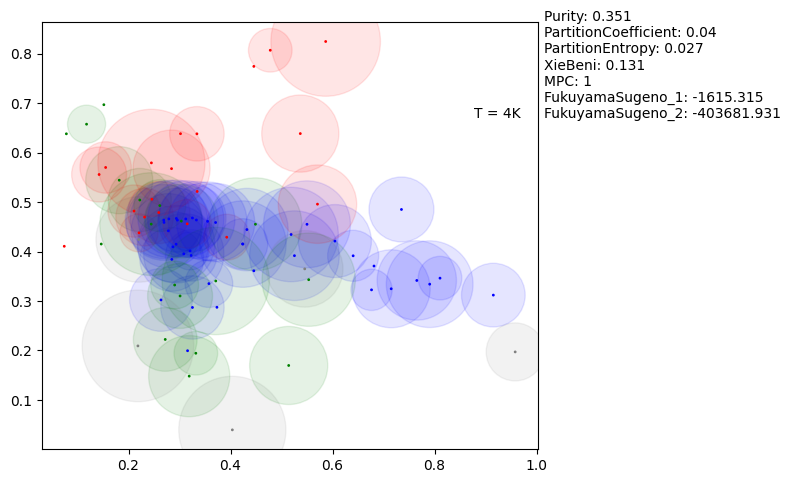 Purity: 0.351
PartitionCoefficient: 0.04
PartitionEntropy: 0.027
XieBeni: 0.131
MPC: 1
FukuyamaSugeno_1: -1615.315
FukuyamaSugeno_2: -403681.931
T = 4K
0.8
0.7
0.6
0.5
0.4
0.3
0.2
0.1
0.2 0.4 0.6 0.8 1.0